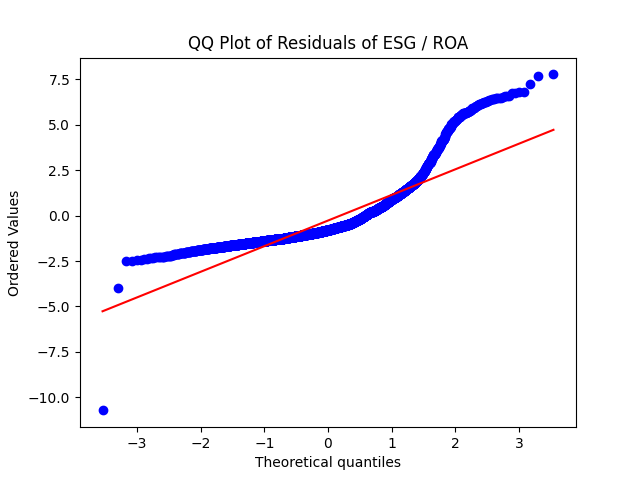 QQ Plot of Residuals of ESG / ROA
Ordered Values
7.5
5.0
2.5
0.0
−2.5
−5.0
−7.5
−10.0
−3 −2 −1 0 1 2 3
Theoretical quantiles